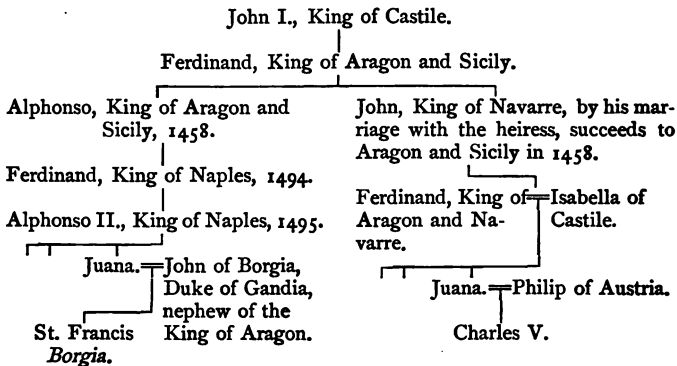 John I., King of Castile.
Ferdinand, King of Aragon and Sicily.
Alphonso, King of Aragon and
Sicily, 1458.
John, King of Navarre, by his mar-
riage with the heiress, succeeds to
Aragon and Sicily in 1458.
Ferdinand, King of Naples, 1494.
Alphonso II., King of Naples, 1495.
Ferdinand, King of
Aragon and Na-
varre.
Isabella of
Castile.
Juana.
John of Borgia,
Duke of Gandia,
nephew of the
King of Aragon.
Juana.
Philip of Austria.
St. Francis
Borgia.
Charles V.